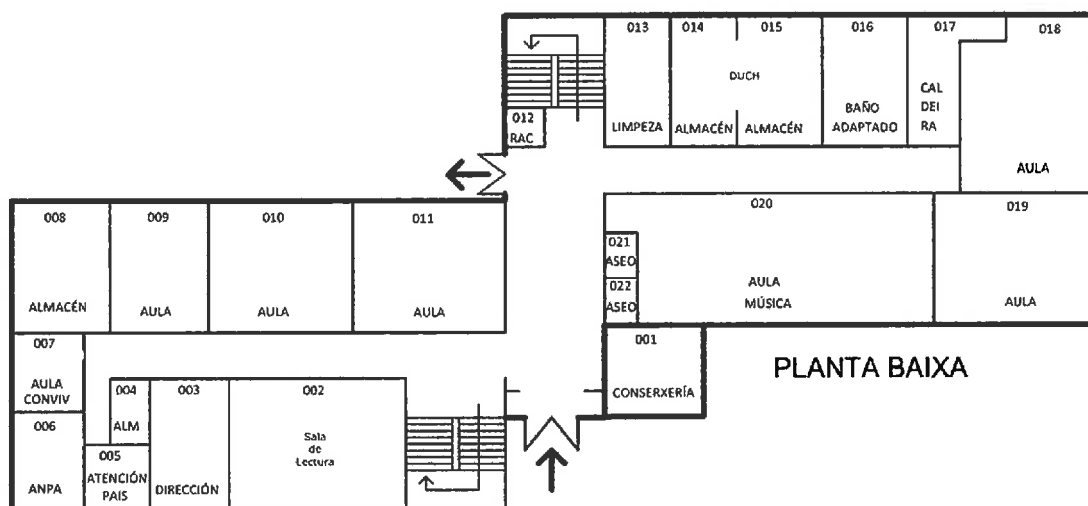 013
014
015
016
017
018
DUCH
CAL
DEI
RA
BAÑO
ADAPTADO
LIMPEZA
ALMACÉN
ALMACÉN
012
RAC
AULA
008
009
010
011
020
019
021
ASEO
022
ASEO
AULA
MÚSICA
AULA
ALMACÉN
AULA
AULA
AULA
001
CONSERXERÍA
PLANTA BAIXA
007
AULA
CONVIV
004
ALM
003
002
Sala
de
Lectura
006
ANPA
005
ATENCIÓN
PAIS
DIRECCIÓN